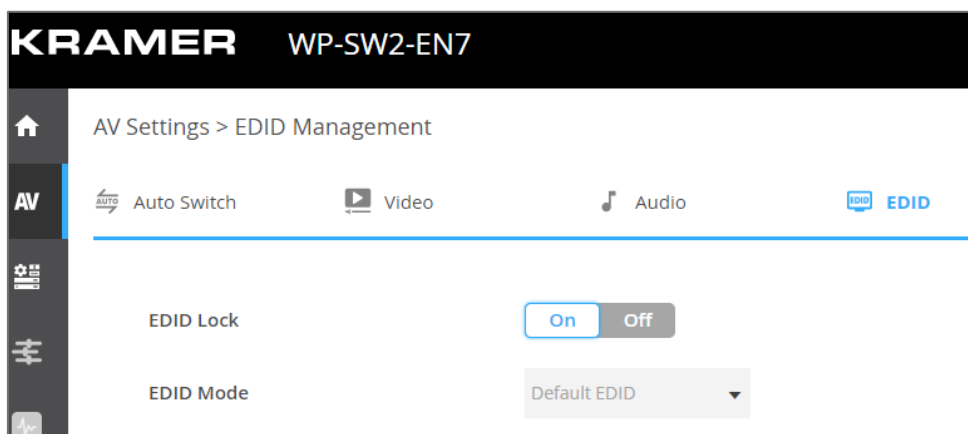 KRAMER WP-SW2-EN7
AV Settings > EDID Management
AV AUTO Auto Switch Video Audio EDID EDID
EDID Lock On Off
EDID Mode Default EDID